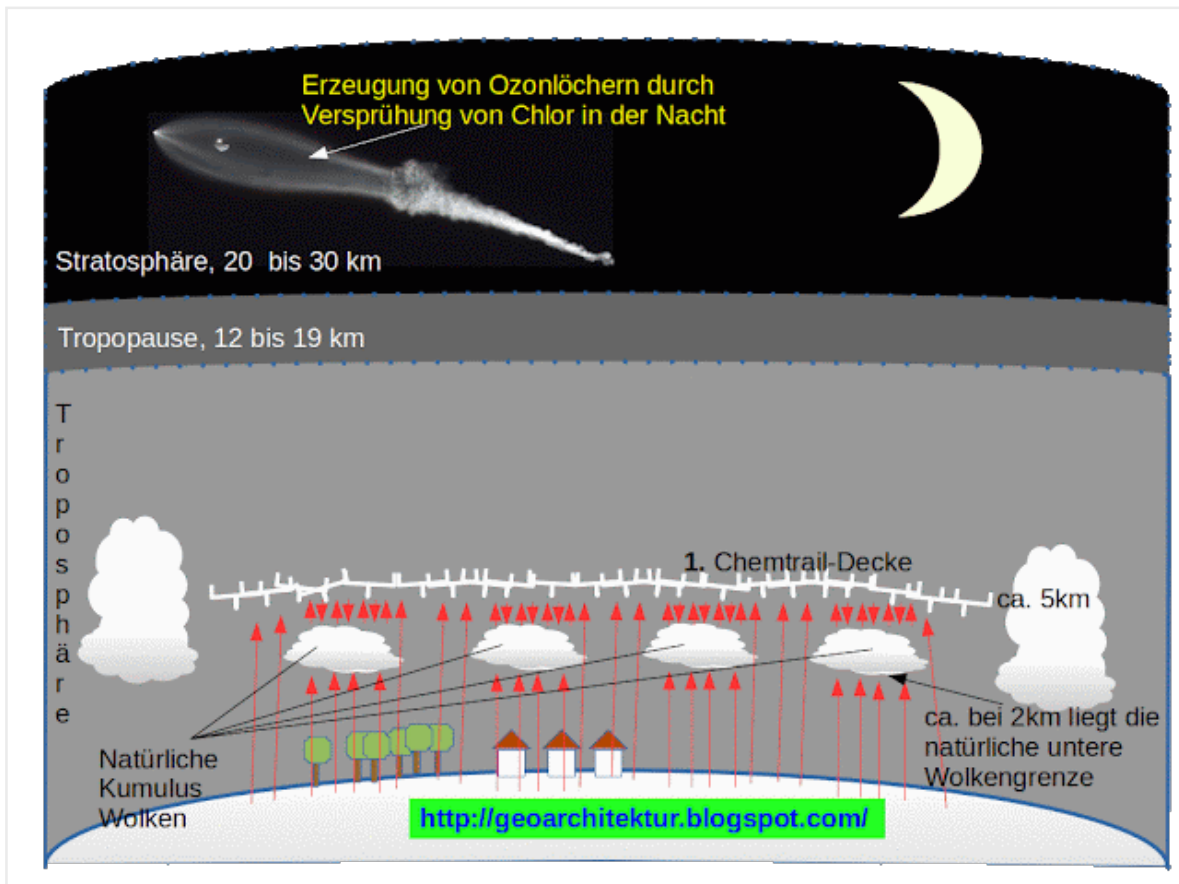 Erzeugung von Ozonlöchern durch
Versprühung von Chlor in der Nacht
Stratosphäre, 20 bis 30 km
Tropopause, 12 bis 19 km
Troposphäre
1. Chemtrail-Decke
ca. 5km
ca. bei 2km liegt die
natürliche untere
Wolkengrenze
Natürliche
Kumulus
Wolken
http://geoarchitektur.blogspot.com/